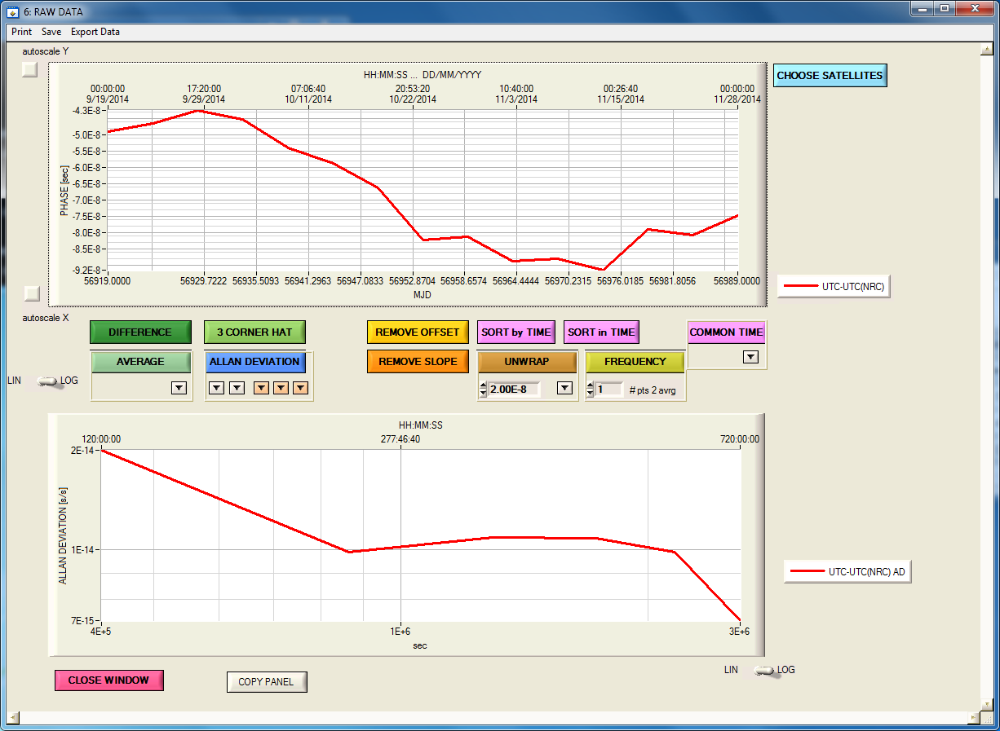 6: RAW DATA
Print Save Export Data
autoscale Y
HH:MM:SS ... DD/MM/YYYY
00:00:00 17:20:00 07:06:40 20:53:20 10:40:00 00:26:40 00:00:00
9/19/2014 9/29/2014 10/11/2014 10/22/2014 11/3/2014 11/15/2014 11/28/2014
CHOOSE SATELLITES
-4.3E-8
-5.0E-8
-5.5E-8
-6.0E-8
-6.5E-8
-7.0E-8
-7.5E-8
-8.0E-8
-8.5E-8
-9.2E-8
PHASE [sec]
56919.0000 56929.7222 56935.5093 56941.2963 56947.0833 56952.8704 56958.6574 56964.4444 56970.2315 56976.0185 56981.8056 56989.0000
MJD
UTC-UTC(NRC)
autoscale X
DIFFERENCE 3 CORNER HAT REMOVE OFFSET SORT by TIME SORT in TIME COMMON TIME
AVERAGE ALLAN DEVIATION REMOVE SLOPE UNWRAP FREQUENCY
LIN LOG
2.00E-8 1 # pts 2 avrg
HH:MM:SS
120:00:00 277:46:40 720:00:00
2E-14
1E-14
7E-15
ALLAN DEVIATION [s/s]
4E+5 1E+6 3E+6
sec
UTC-UTC(NRC) AD
LIN LOG
CLOSE WINDOW COPY PANEL